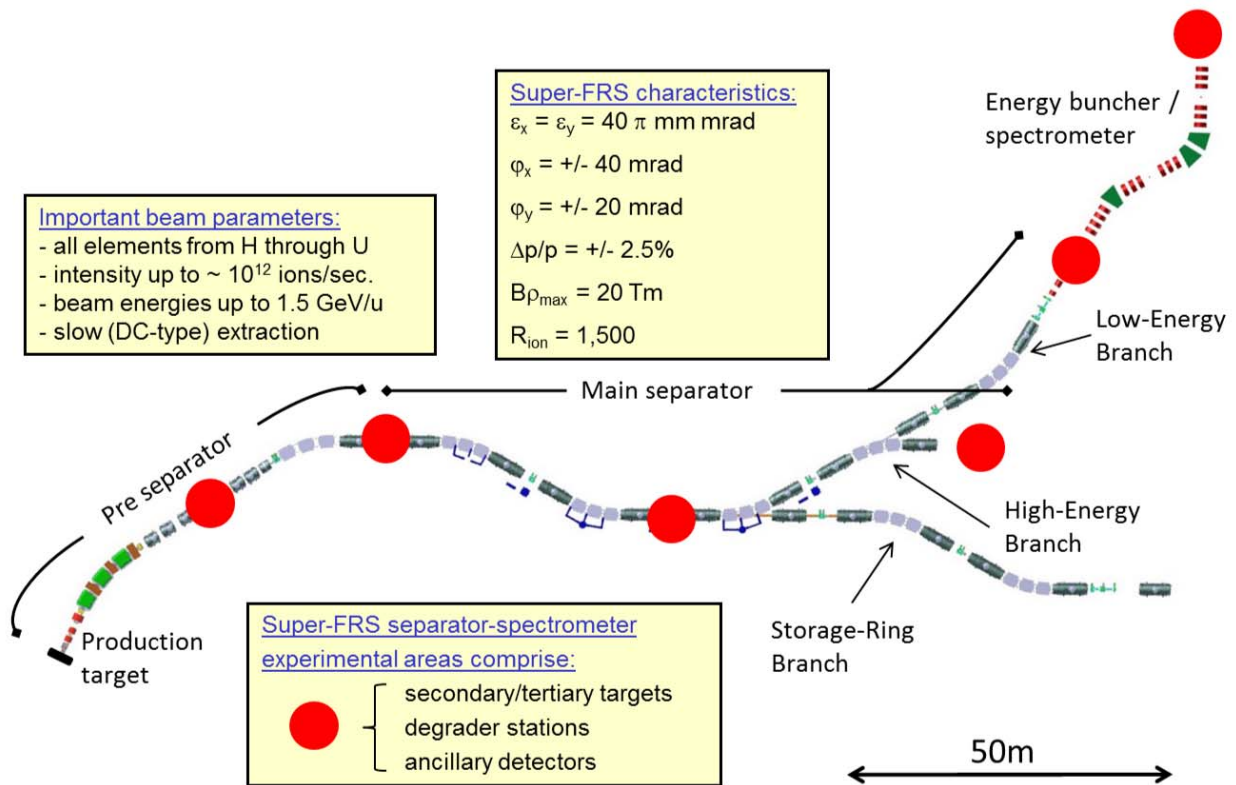 Energy buncher /
spectrometer
Super-FRS characteristics:
εx = εy = 40 π mm mrad
φx = +/- 40 mrad
φy = +/- 20 mrad
Δp/p = +/- 2.5%
Bρmax = 20 Tm
Rion = 1,500
Important beam parameters:
- all elements from H through U
- intensity up to ~ 10¹² ions/sec.
- beam energies up to 1.5 GeV/u
- slow (DC-type) extraction
Low-Energy
Branch
Main separator
Pre separator
High-Energy
Branch
Storage-Ring
Branch
Production
target
Super-FRS separator-spectrometer
experimental areas comprise:
secondary/tertiary targets
degrader stations
ancillary detectors
50m